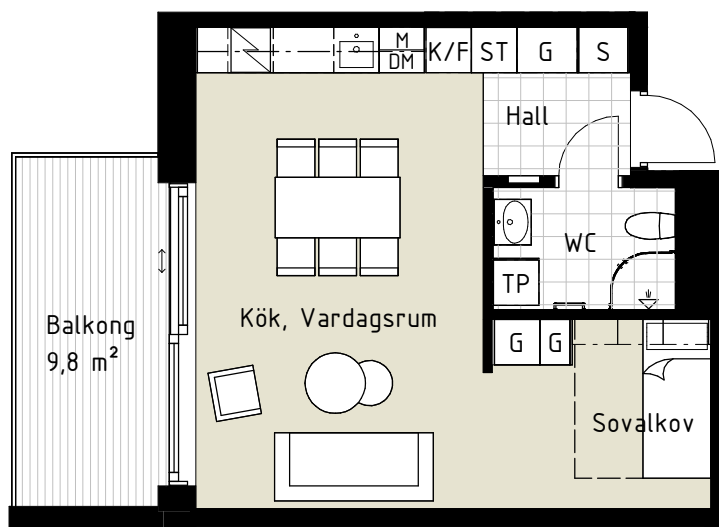 M
DM
K/F ST G S
Hall
WC
TP
Balkong
9,8 m²
Kök, Vardagsrum
G G
Sovalkov